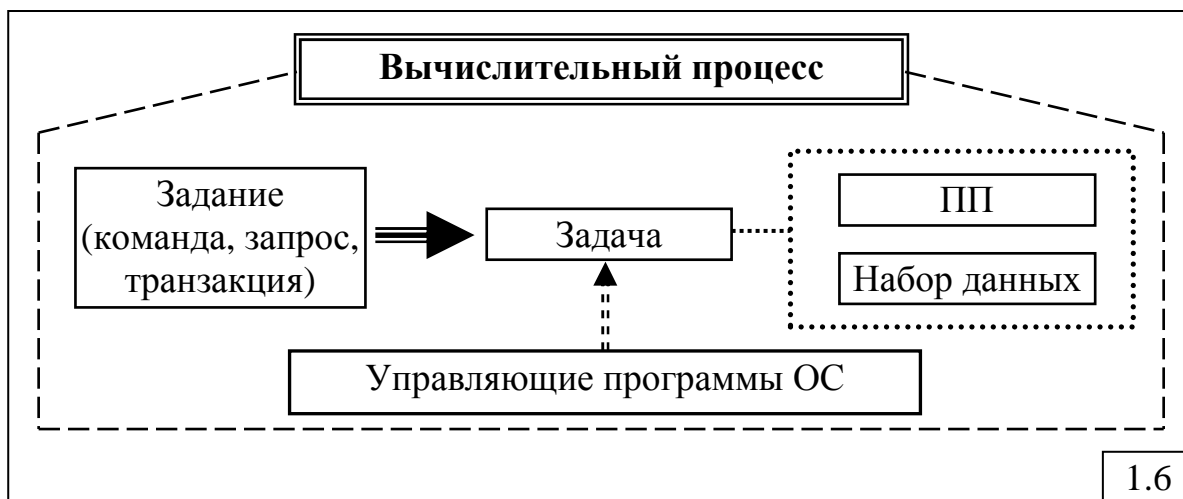 Вычислительный процесс
Задание
(команда, запрос,
транзакция)
Задача
ПП
Набор данных
Управляющие программы ОС
1.6